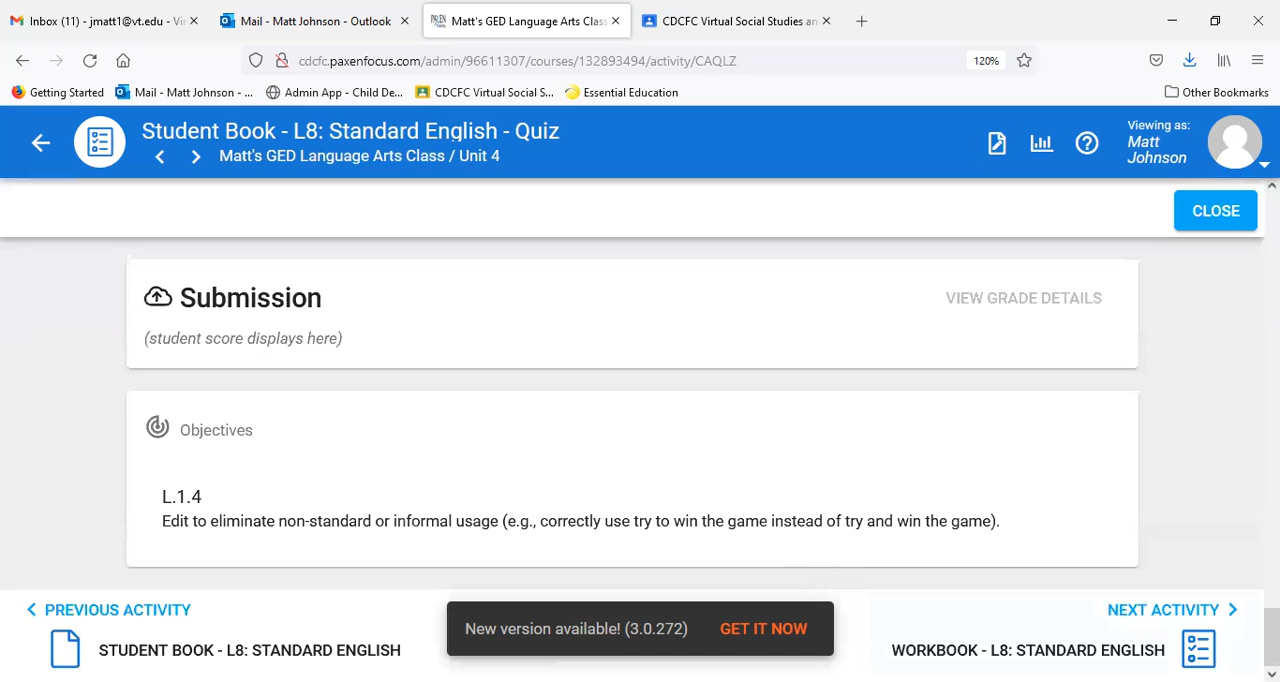 Inbox (11) - jmatt1@vt.edu - Vi
Mail - Matt Johnson - Outlook
PAXEN
Matt's GED Language Arts Clas
CDCFC Virtual Social Studies an
cdcfc.paxenfocus.com/admin/96611307/courses/132893494/activity/CAQLZ
120%
Getting Started
Mail - Matt Johnson - ...
Admin App - Child De...
CDCFC Virtual Social S...
Essential Education
Other Bookmarks
Student Book - L8: Standard English - Quiz
Matt's GED Language Arts Class / Unit 4
Viewing as:
Matt
Johnson
CLOSE
Submission
VIEW GRADE DETAILS
(student score displays here)
Objectives
L.1.4
Edit to eliminate non-standard or informal usage (e.g., correctly use try to win the game instead of try and win the game).
PREVIOUS ACTIVITY
STUDENT BOOK - L8: STANDARD ENGLISH
New version available! (3.0.272)
GET IT NOW
NEXT ACTIVITY
WORKBOOK - L8: STANDARD ENGLISH